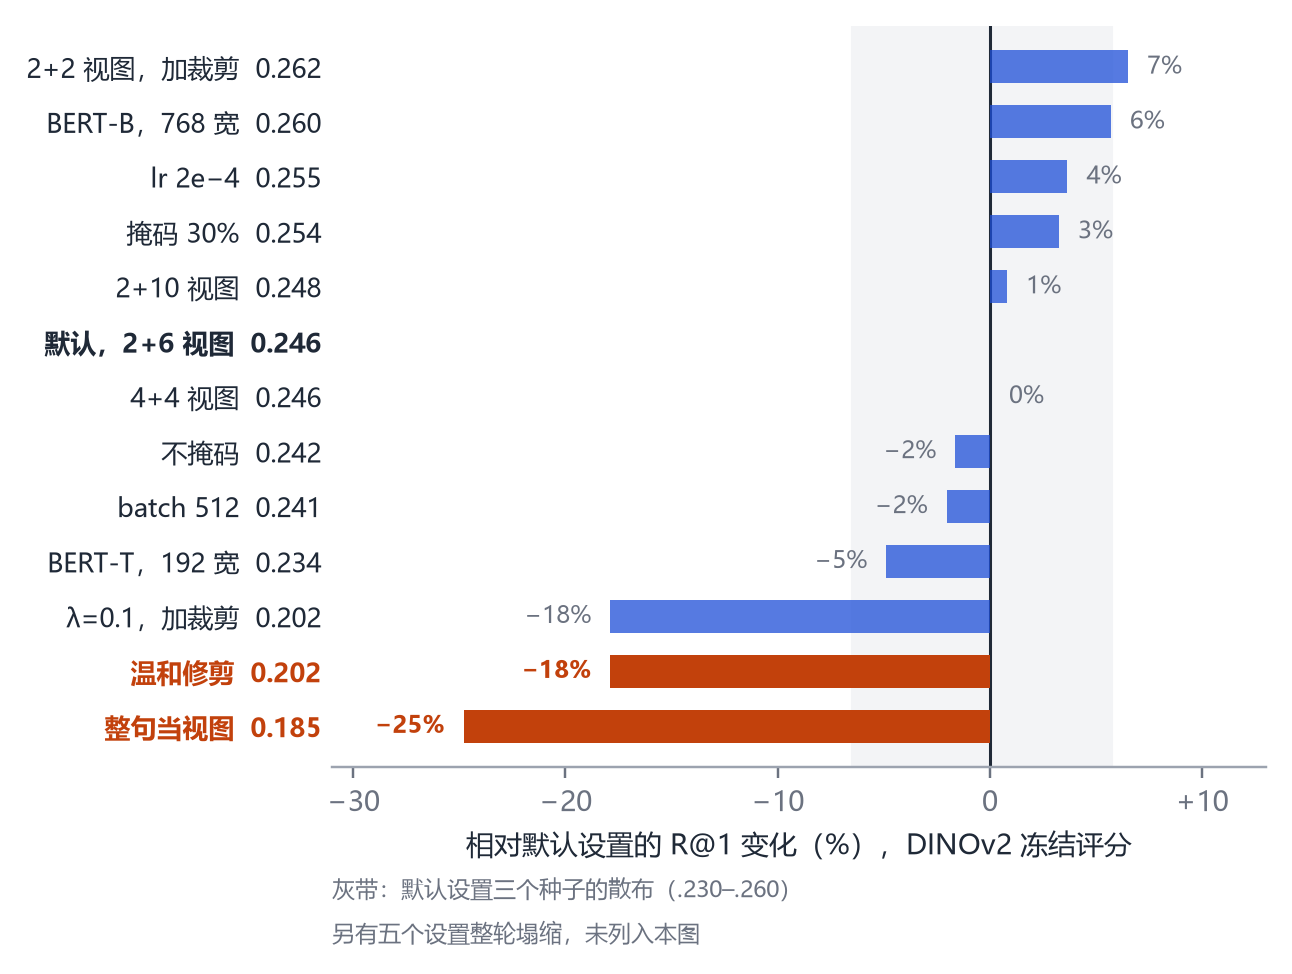 2+2 视图，加裁剪 0.262 7%
BERT-B，768 宽 0.260 6%
lr 2e−4 0.255 4%
掩码 30% 0.254 3%
2+10 视图 0.248 1%
默认，2+6 视图 0.246
4+4 视图 0.246 0%
不掩码 0.242 −2%
batch 512 0.241 −2%
BERT-T，192 宽 0.234 −5%
λ=0.1，加裁剪 0.202 −18%
温和修剪 0.202 −18%
整句当视图 0.185 −25%
−30 −20 −10 0 +10
相对默认设置的 R@1 变化（%），DINOv2 冻结评分
灰带：默认设置三个种子的散布（.230–.260）
另有五个设置整轮塌缩，未列入本图